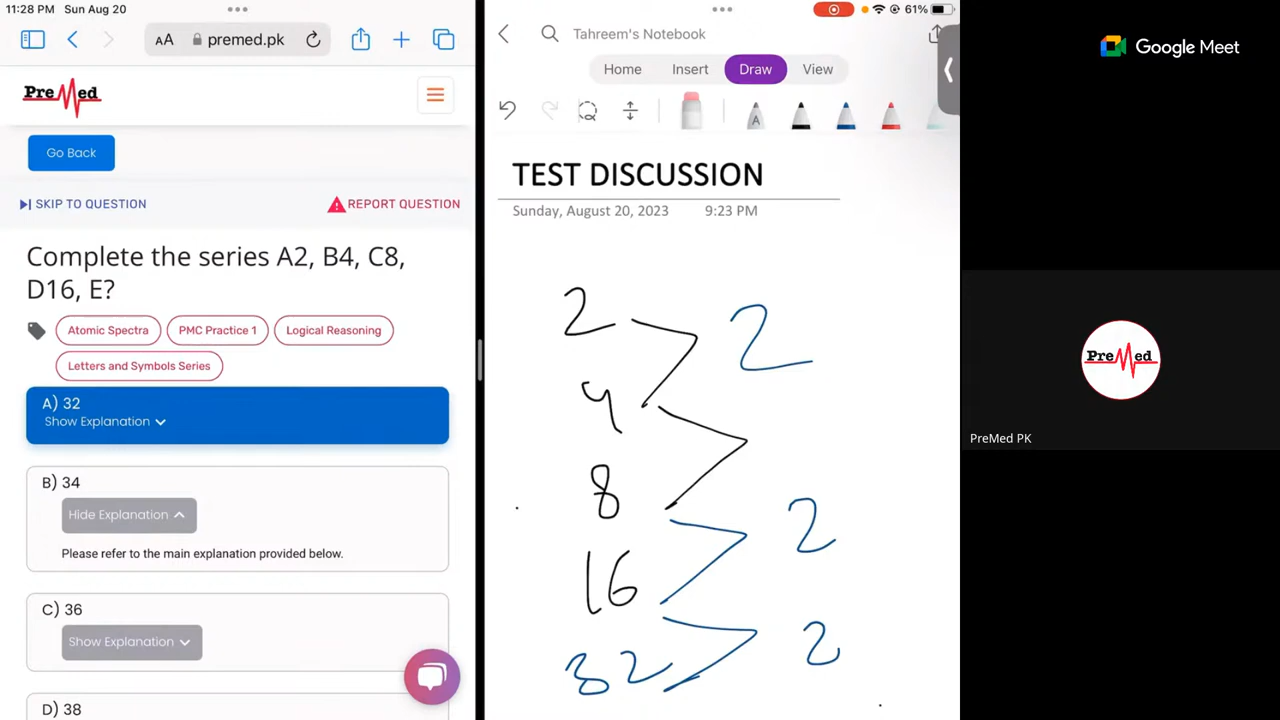 11:28 PM Sun Aug 20
61%
AA premed.pk
Tahreem's Notebook
Google Meet
Home Insert Draw View
PreMed
A
Go Back
TEST DISCUSSION
SKIP TO QUESTION
REPORT QUESTION
Sunday, August 20, 2023 9:23 PM
Complete the series A2, B4, C8,
D16, E?
Atomic Spectra PMC Practice 1 Logical Reasoning
Letters and Symbols Series
A) 32
Show Explanation
B) 34
Hide Explanation
Please refer to the main explanation provided below.
C) 36
Show Explanation
D) 38
2 2
4
8
2
16
32 2
PreMed
PreMed PK